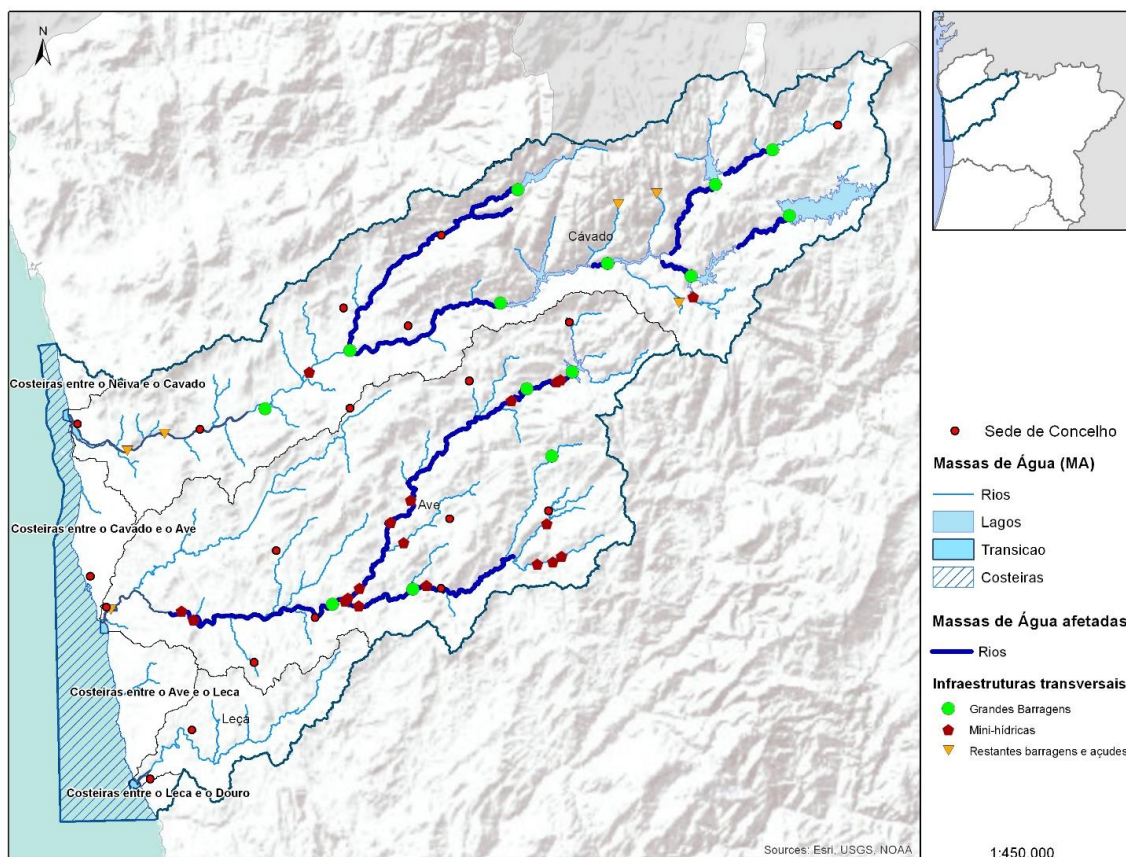 N
Cávado
Costeiras entre o Neiva e o Cavado
Costeiras entre o Cavado e o Ave
Ave
Costeiras entre o Ave e o Leca
Leça
Costeiras entre o Leca e o Douro
Sources: Esri, USGS, NOAA
Sede de Concelho
Massas de Água (MA)
Rios
Lagos
Transicao
Costeiras
Massas de Água afetadas
Rios
Infraestruturas transversais
Grandes Barragens
Mini-hídricas
Restantes barragens e açudes
1:450.000